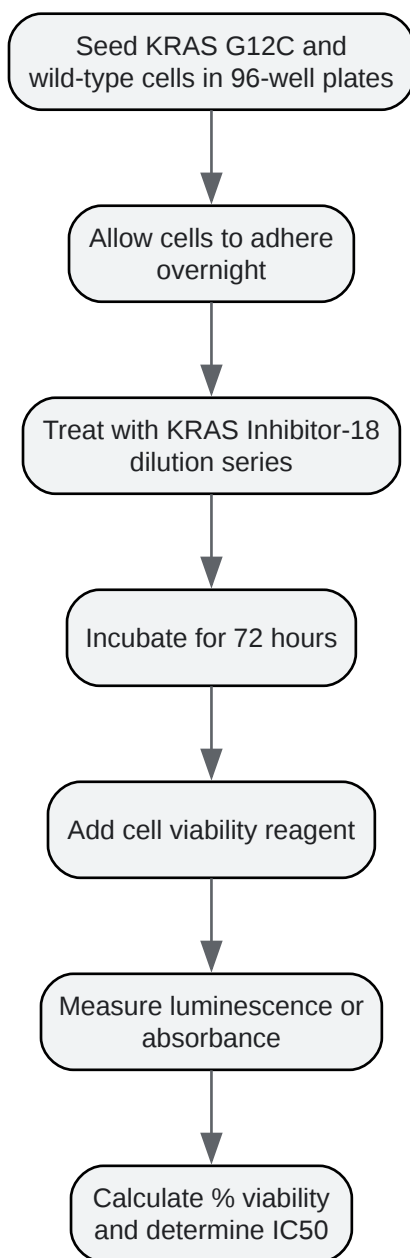 Seed KRAS G12C and
wild-type cells in 96-well plates
Allow cells to adhere
overnight
Treat with KRAS Inhibitor-18
dilution series
Incubate for 72 hours
Add cell viability reagent
Measure luminescence or
absorbance
Calculate % viability
and determine IC50